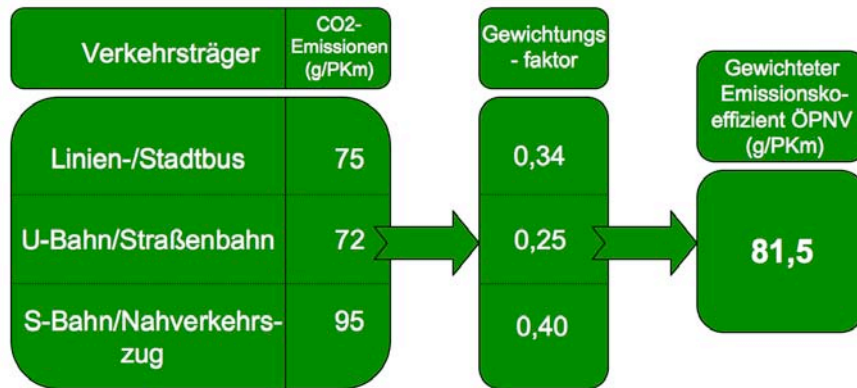 Verkehrsträger
CO2-
Emissionen
(g/PKm)
Gewichtungs
- faktor
Gewichteter
Emissionsko-
effizient ÖPNV
(g/PKm)
Linien-/Stadtbus
75
0,34
U-Bahn/Straßenbahn
72
0,25
81,5
S-Bahn/Nahverkehrs-
zug
95
0,40